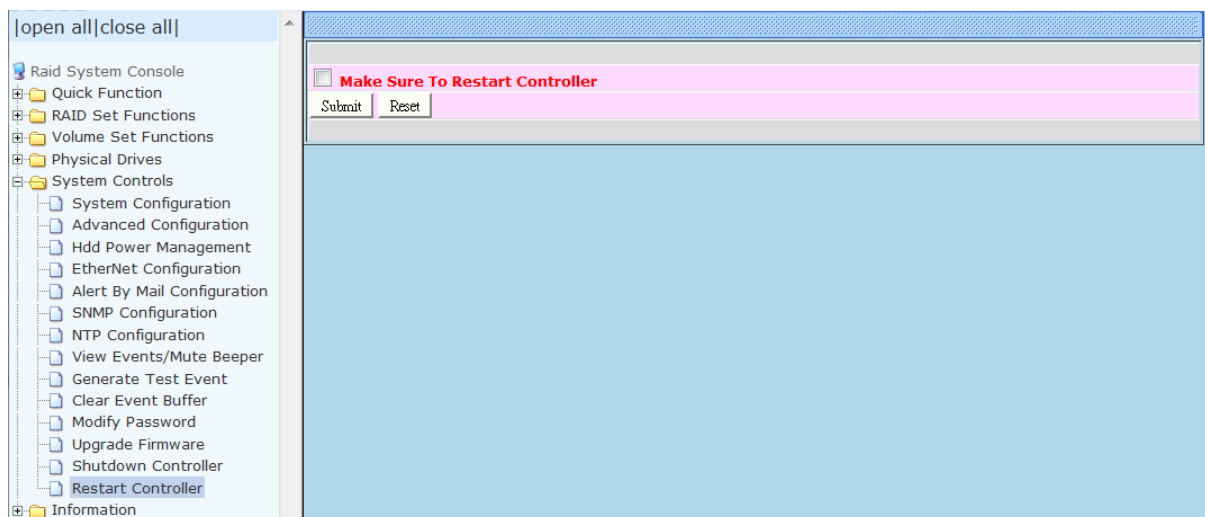 |open all|close all|
Raid System Console
Quick Function
RAID Set Functions
Volume Set Functions
Physical Drives
System Controls
System Configuration
Advanced Configuration
Hdd Power Management
EtherNet Configuration
Alert By Mail Configuration
SNMP Configuration
NTP Configuration
View Events/Mute Beeper
Generate Test Event
Clear Event Buffer
Modify Password
Upgrade Firmware
Shutdown Controller
Restart Controller
Information
Make Sure To Restart Controller
Submit Reset